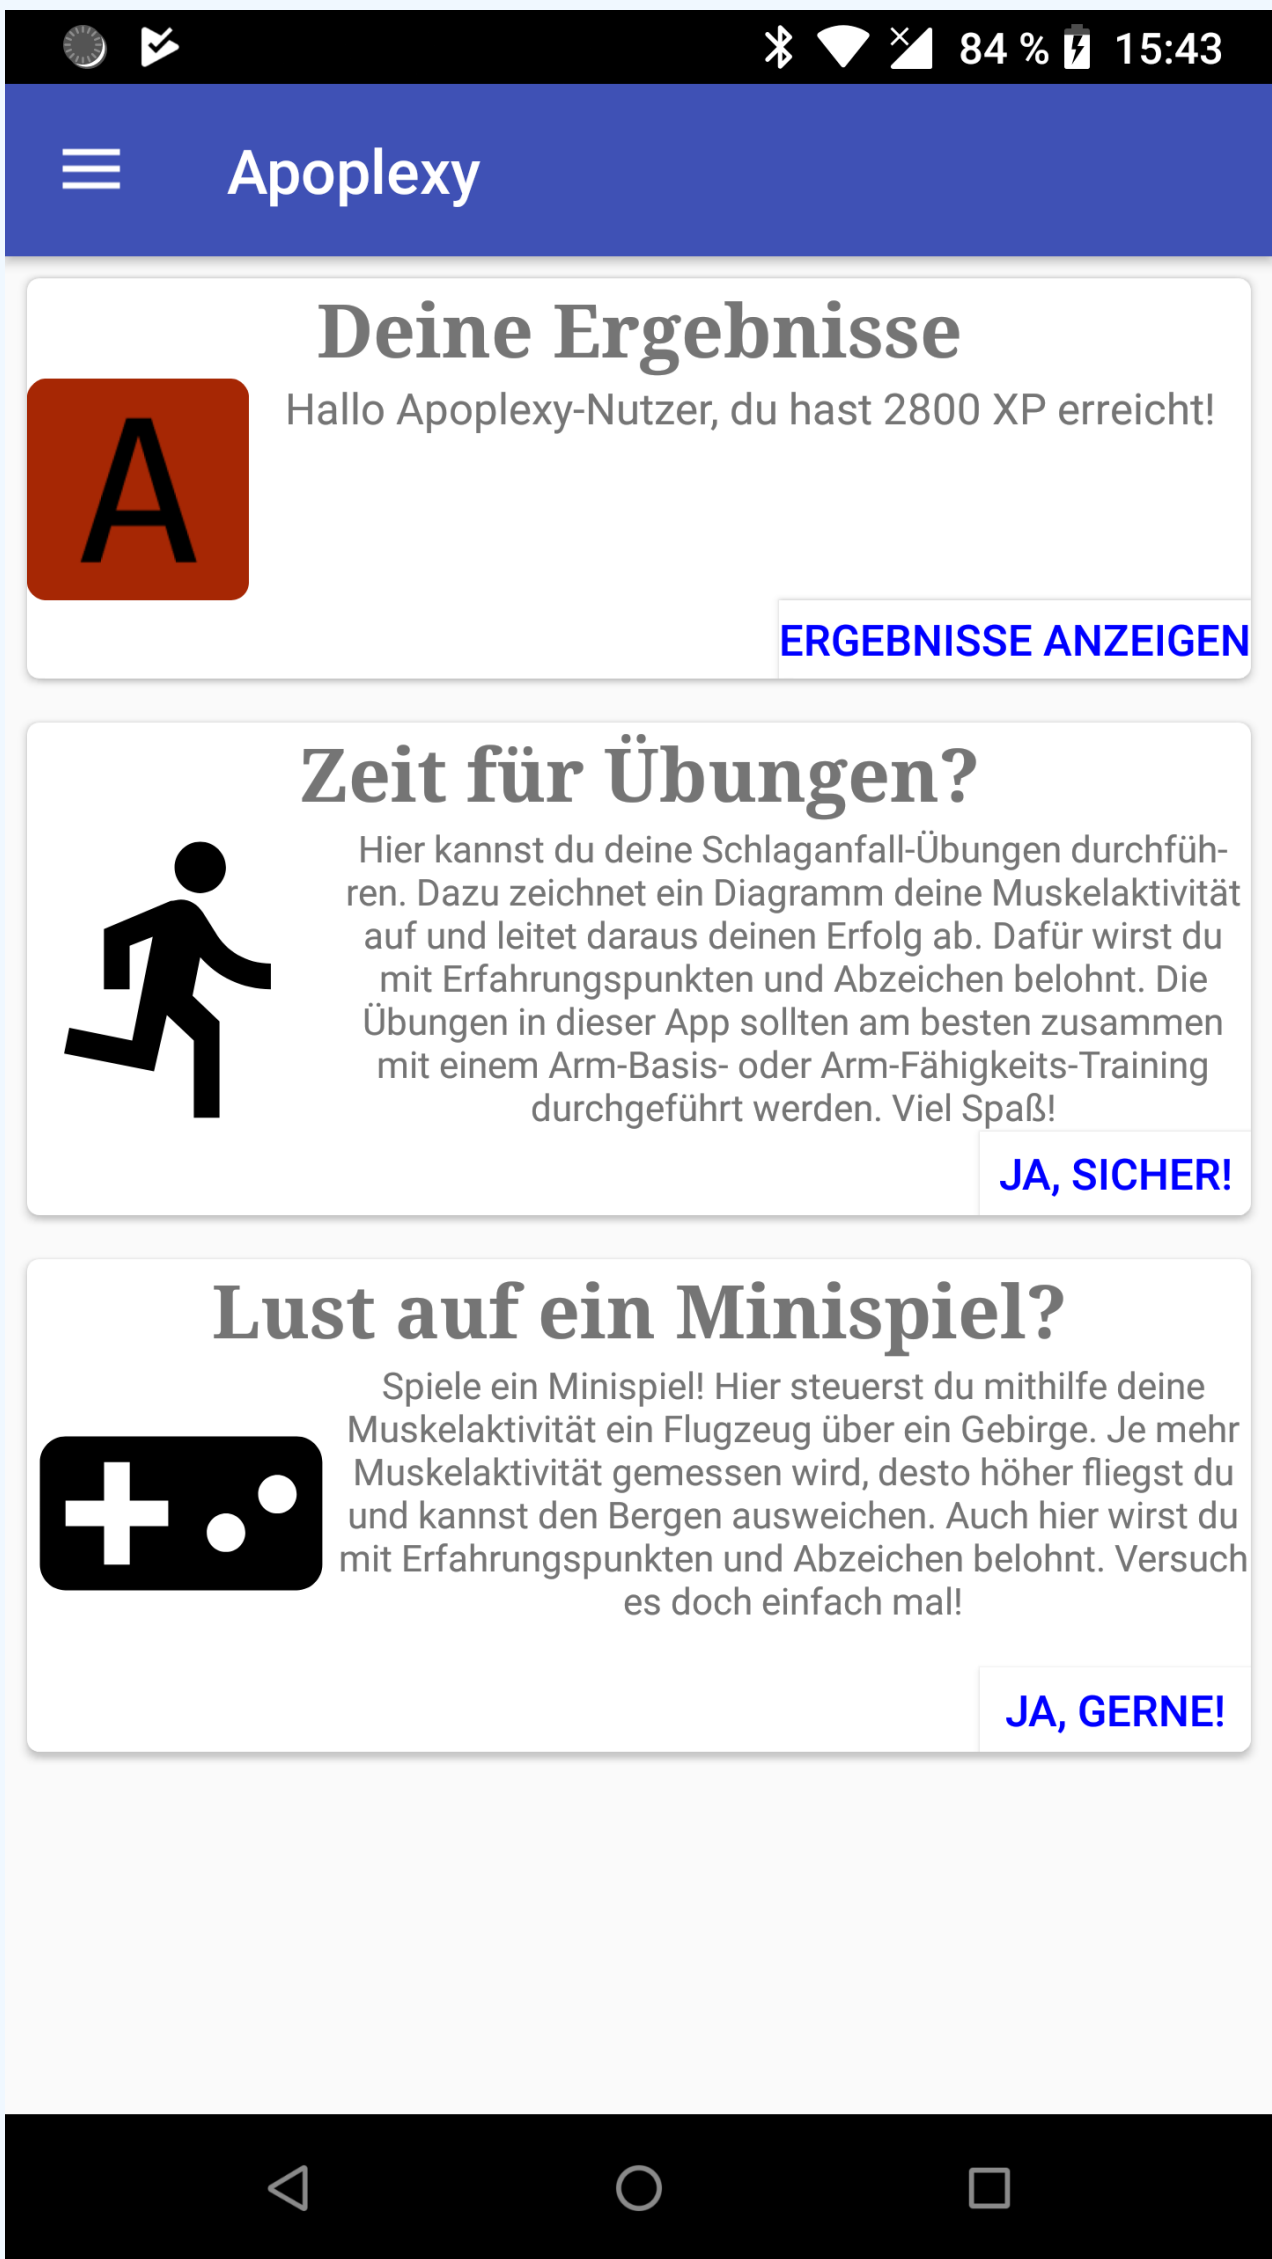 84 % 15:43
Apoplexy
Deine Ergebnisse
A
Hallo Apoplexy-Nutzer, du hast 2800 XP erreicht!
ERGEBNISSE ANZEIGEN
Zeit für Übungen?
Hier kannst du deine Schlaganfall-Übungen durchfüh-
ren. Dazu zeichnet ein Diagramm deine Muskelaktivität
auf und leitet daraus deinen Erfolg ab. Dafür wirst du
mit Erfahrungspunkten und Abzeichen belohnt. Die
Übungen in dieser App sollten am besten zusammen
mit einem Arm-Basis- oder Arm-Fähigkeits-Training
durchgeführt werden. Viel Spaß!
JA, SICHER!
Lust auf ein Minispiel?
Spiele ein Minispiel! Hier steuerst du mithilfe deine
Muskelaktivität ein Flugzeug über ein Gebirge. Je mehr
Muskelaktivität gemessen wird, desto höher fliegst du
und kannst den Bergen ausweichen. Auch hier wirst du
mit Erfahrungspunkten und Abzeichen belohnt. Versuch
es doch einfach mal!
JA, GERNE!